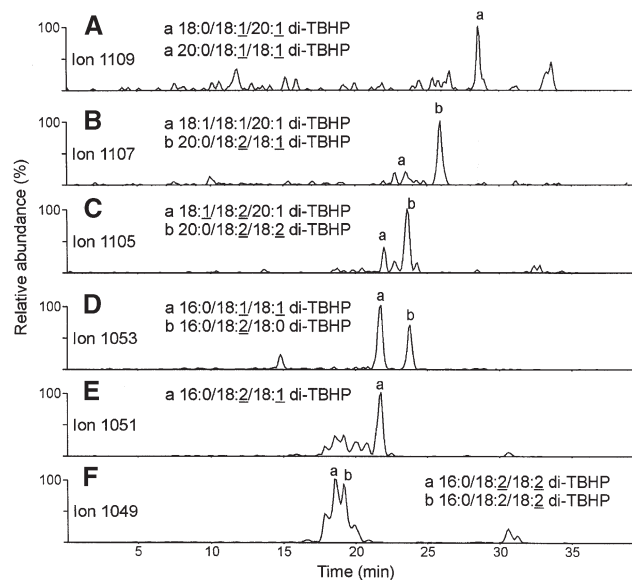 A
a 18:0/18:1/20:1 di-TBHP
a 20:0/18:1/18:1 di-TBHP
a
100
Ion 1109
B
a 18:1/18:1/20:1 di-TBHP
b 20:0/18:2/18:1 di-TBHP
a
b
100
Ion 1107
C
a 18:1/18:2/20:1 di-TBHP
b 20:0/18:2/18:2 di-TBHP
a
b
100
Ion 1105
D
a 16:0/18:1/18:1 di-TBHP
b 16:0/18:2/18:0 di-TBHP
a
b
100
Ion 1053
E
a 16:0/18:2/18:1 di-TBHP
a
100
Ion 1051
F
a 16:0/18:2/18:2 di-TBHP
b 16:0/18:2/18:2 di-TBHP
a b
100
Ion 1049
Relative abundance (%)
5 10 15 20 25 30 35
Time (min)